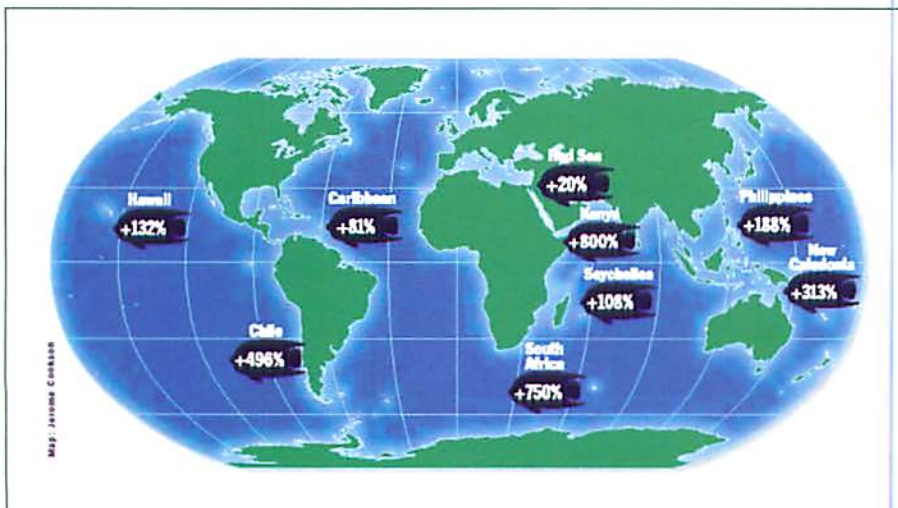 Red Sea
+20%
Hawaii
+132%
Caribbean
+81%
Kenya
+800%
Philippines
+188%
New
Caledonia
+313%
Seychelles
+108%
Chile
+496%
South
Africa
+750%
Map: Jerome Cookson